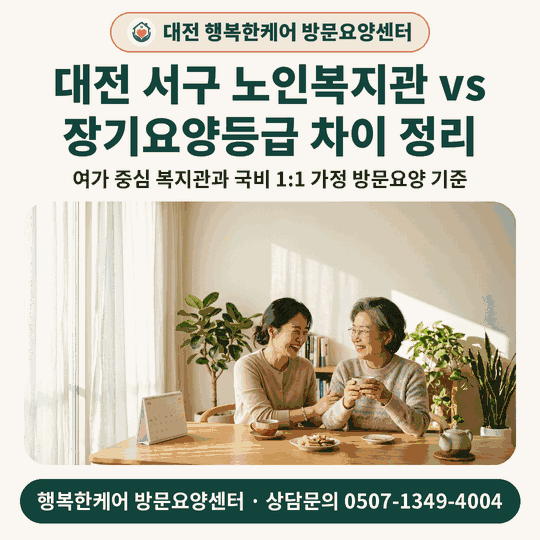 대전 행복한케어 방문요양센터
대전 서구 노인복지관 vs
장기요양등급 차이 정리
여가 중심 복지관과 국비 1:1 가정 방문요양 기준
행복한케어 방문요양센터 · 상담문의 0507-1349-4004